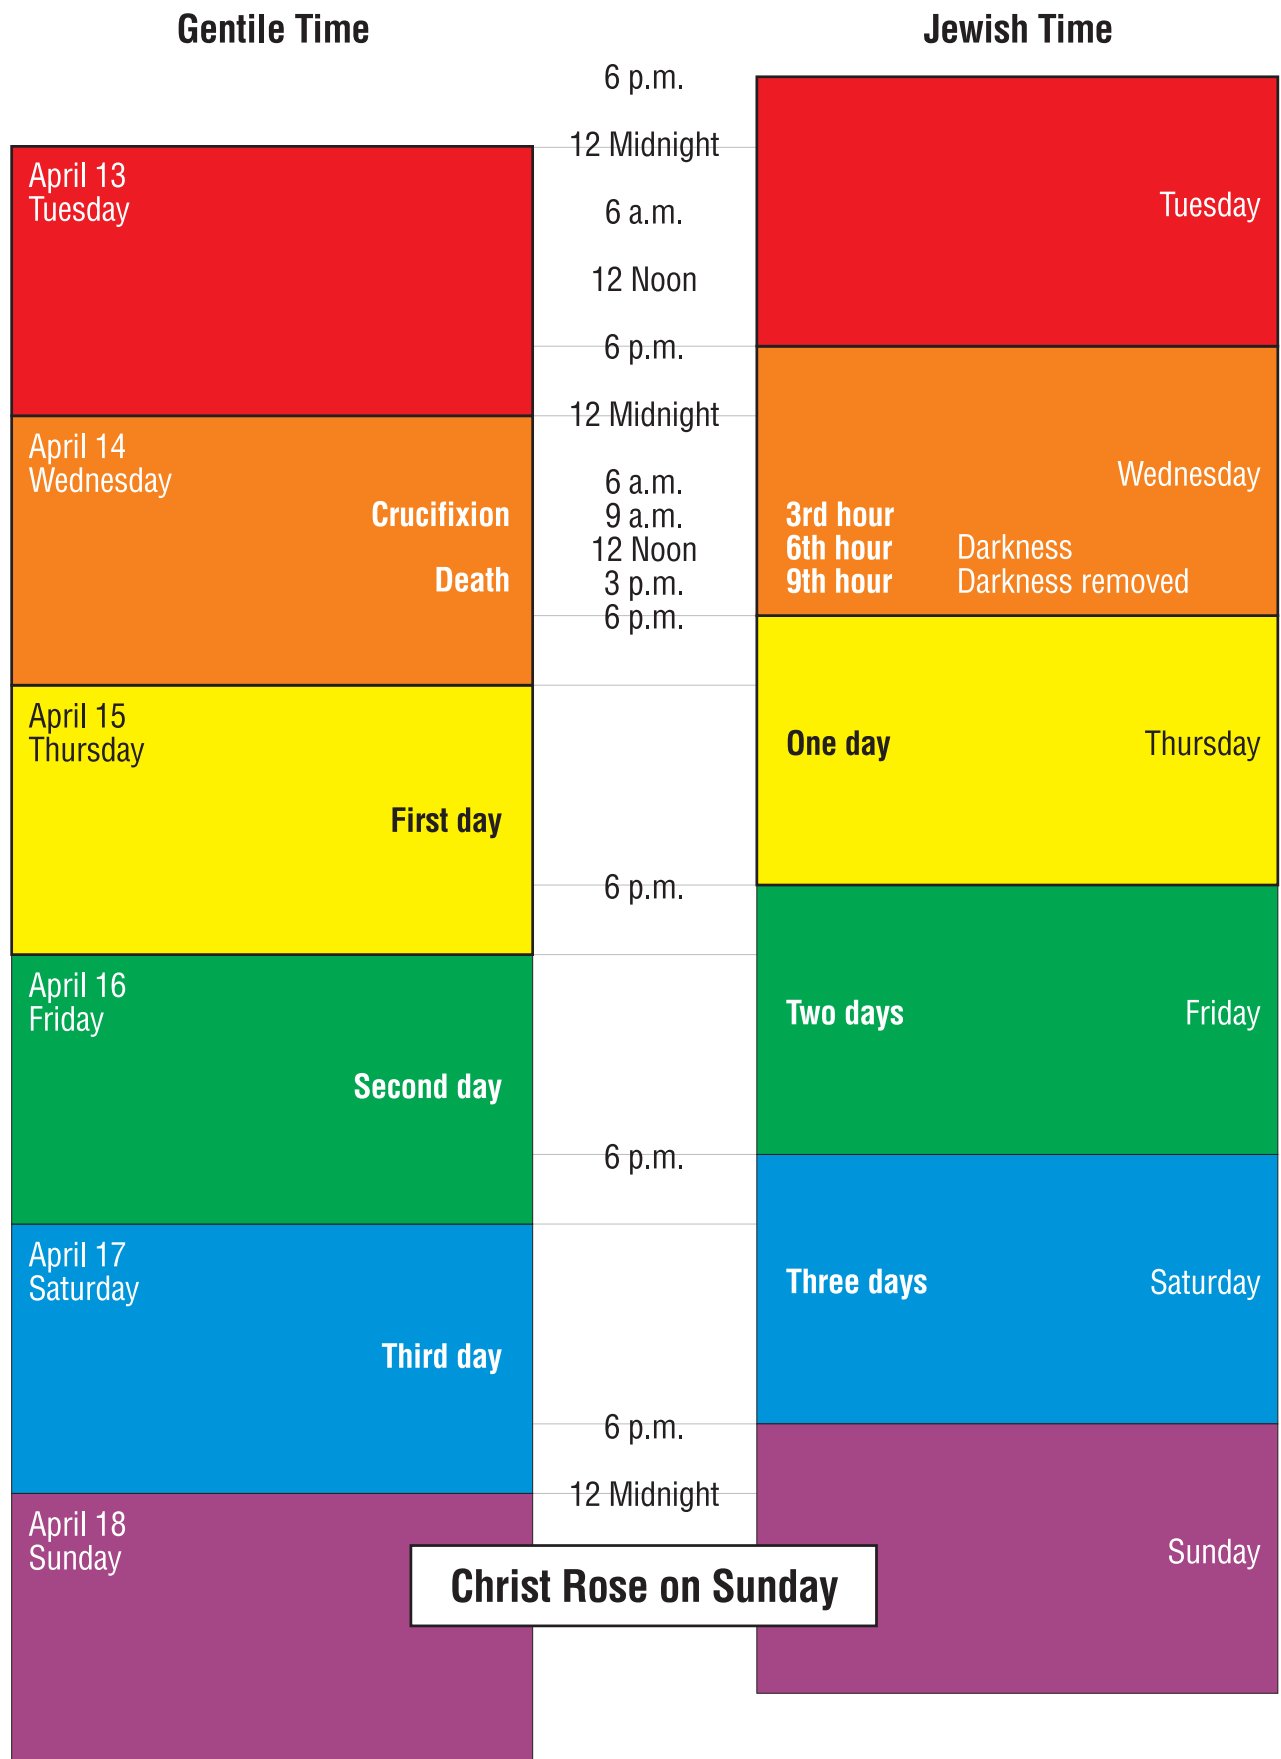 Gentile Time
Jewish Time
6 p.m.
12 Midnight
April 13
Tuesday
Tuesday
6 a.m.
12 Noon
6 p.m.
12 Midnight
April 14
Wednesday
Wednesday
6 a.m.
Crucifixion
9 a.m.
3rd hour
12 Noon
6th hour
Darkness
Death
3 p.m.
9th hour
Darkness removed
6 p.m.
April 15
Thursday
One day
Thursday
First day
6 p.m.
April 16
Friday
Two days
Friday
Second day
6 p.m.
April 17
Saturday
Three days
Saturday
Third day
6 p.m.
12 Midnight
April 18
Sunday
Sunday
Christ Rose on Sunday